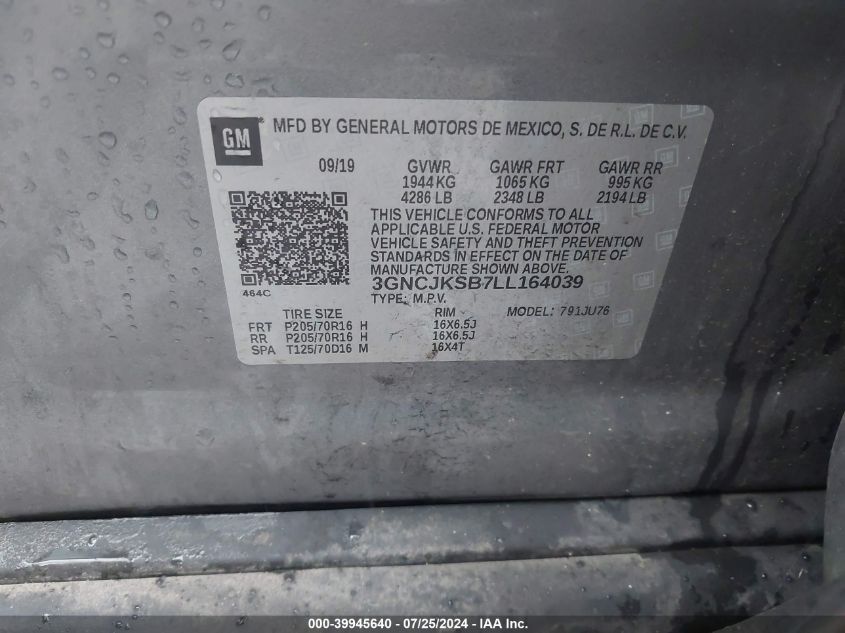 GM MFD BY GENERAL MOTORS DE MEXICO, S. DE R.L. DE C.V.
09/19 GVWR GAWR FRT GAWR RR
1944 KG 1065 KG 995 KG
4286 LB 2348 LB 2194 LB
THIS VEHICLE CONFORMS TO ALL
APPLICABLE U.S. FEDERAL MOTOR
VEHICLE SAFETY AND THEFT PREVENTION
STANDARDS IN EFFECT ON THE DATE OF
MANUFACTURE SHOWN ABOVE.
464C
3GNCJKSB7LL164039
TYPE: M.P.V. MODEL: 791JU76
TIRE SIZE RIM
FRT P205/70R16 H 16X6.5J
RR P205/70R16 H 16X6.5J
SPA T125/70D16 M 16X4T
000-39945640 - 07/25/2024 - IAA Inc.